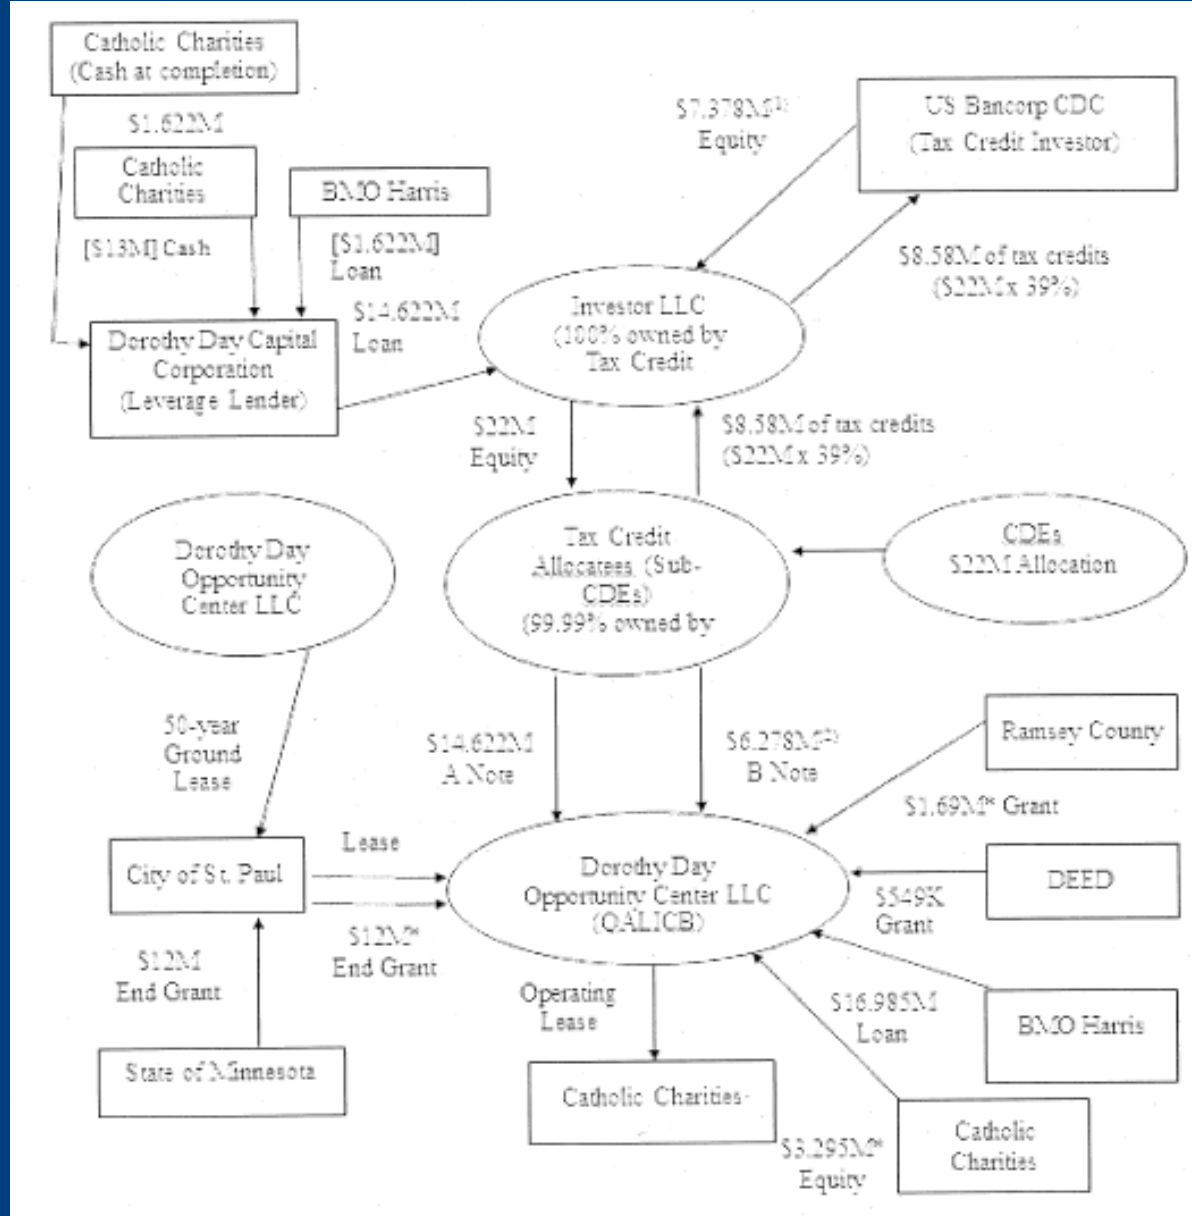 Catholic Charities
(Cash at completion)
$1.622M
Catholic
Charities
BMO Harris
[$13M] Cash
[$1.622M]
Loan
$14.622M
Loan
Dorothy Day Capital
Corporation
(Leverage Lender)
$7.378M¹⁾
Equity
US Bancorp CDC
(Tax Credit Investor)
$8.58M of tax credits
($22M x 39%)
Investor LLC
(100% owned by
Tax Credit
$22M
Equity
$8.58M of tax credits
($22M x 39%)
Dorothy Day
Opportunity
Center LLC
Tax Credit
Allocatees (Sub-
CDEs)
(99.99% owned by
CDEs
$22M Allocation
50-year
Ground
Lease
$14.622M
A Note
$6.278M²⁾
B Note
Ramsey County
$1.69M* Grant
City of St. Paul
Lease
$12M*
End Grant
Dorothy Day
Opportunity Center LLC
(QALICB)
DEED
$549K
Grant
$12M
End Grant
State of Minnesota
Operating
Lease
Catholic Charities
$16.985M
Loan
BMO Harris
$3.295M*
Equity
Catholic
Charities